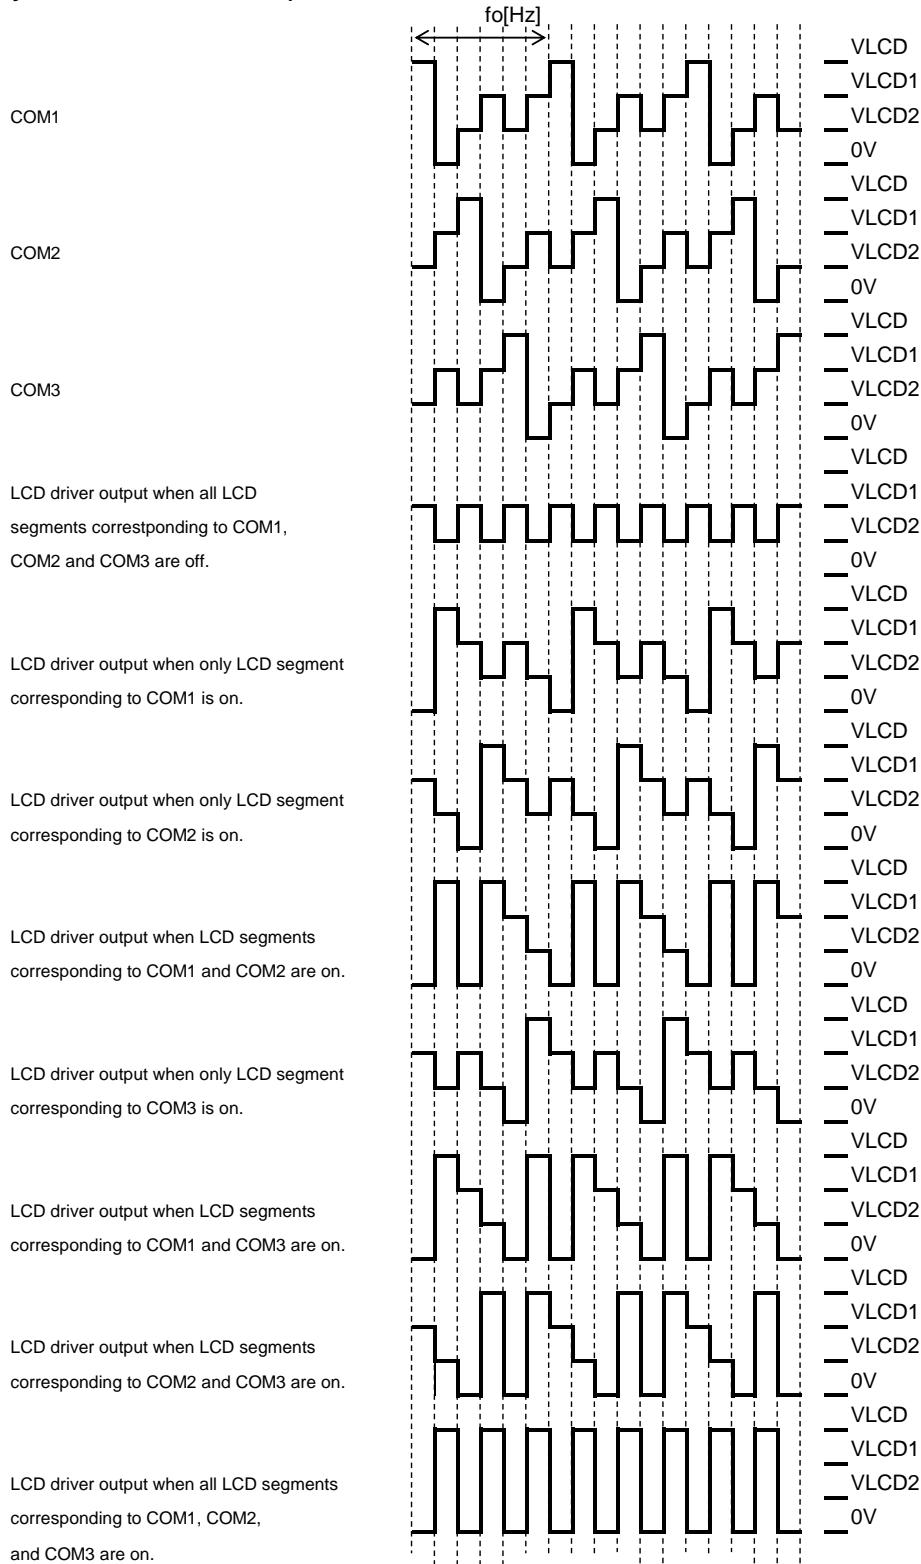 fo[Hz]
VLCD
VLCD1
COM1
VLCD2
0V
VLCD
VLCD1
COM2
VLCD2
0V
VLCD
VLCD1
COM3
VLCD2
0V
VLCD
LCD driver output when all LCD
VLCD1
segments correstponding to COM1,
VLCD2
COM2 and COM3 are off.
0V
VLCD
VLCD1
LCD driver output when only LCD segment
VLCD2
corresponding to COM1 is on.
0V
VLCD
VLCD1
LCD driver output when only LCD segment
VLCD2
corresponding to COM2 is on.
0V
VLCD
VLCD1
LCD driver output when LCD segments
VLCD2
corresponding to COM1 and COM2 are on.
0V
VLCD
VLCD1
LCD driver output when only LCD segment
VLCD2
corresponding to COM3 is on.
0V
VLCD
VLCD1
LCD driver output when LCD segments
VLCD2
corresponding to COM1 and COM3 are on.
0V
VLCD
VLCD1
LCD driver output when LCD segments
VLCD2
corresponding to COM2 and COM3 are on.
0V
VLCD
VLCD1
LCD driver output when all LCD segments
VLCD2
corresponding to COM1, COM2,
0V
and COM3 are on.